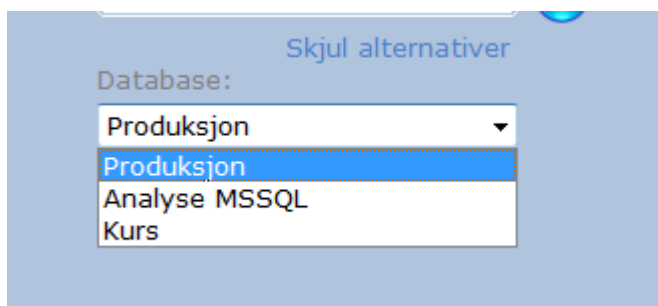 Skjul alternativer
Database:
Produksjon
Produksjon
Analyse MSSQL
Kurs